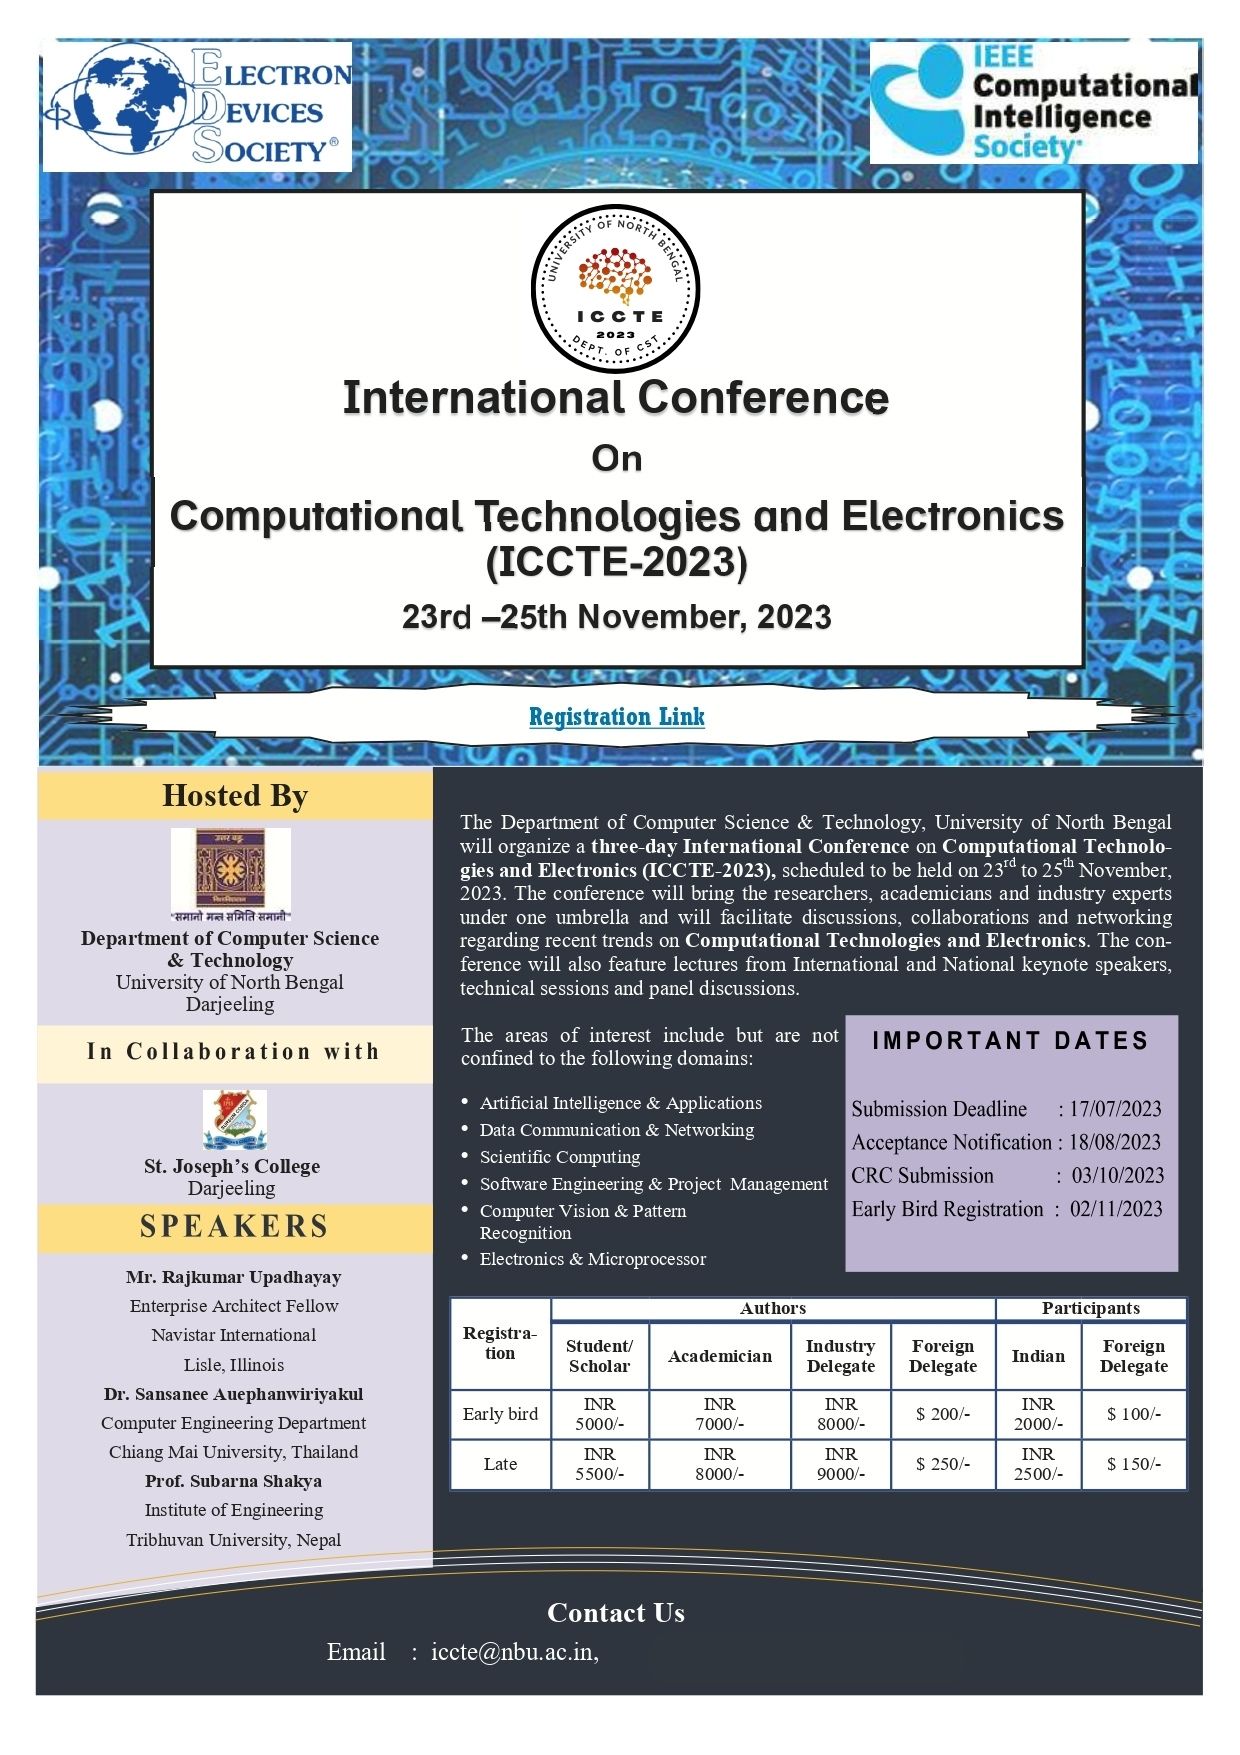 ELECTRON
DEVICES
SOCIETY®
IEEE
Computational
Intelligence
Society
UNIVERSITY OF NORTH BENGAL
ICCTE
2023
DEPT. OF CST
International Conference
On
Computational Technologies and Electronics
(ICCTE-2023)
23rd –25th November, 2023
Registration Link
Hosted By
"समानो मन्त्र समिति समानी"
Department of Computer Science
& Technology
University of North Bengal
Darjeeling
In Collaboration with
St. Joseph's College
Darjeeling
SPEAKERS
Mr. Rajkumar Upadhayay
Enterprise Architect Fellow
Navistar International
Lisle, Illinois
Dr. Sansanee Auephanwiriyakul
Computer Engineering Department
Chiang Mai University, Thailand
Prof. Subarna Shakya
Institute of Engineering
Tribhuvan University, Nepal
The Department of Computer Science & Technology, University of North Bengal
will organize a three-day International Conference on Computational Technolo-
gies and Electronics (ICCTE-2023), scheduled to be held on 23rd to 25th November,
2023. The conference will bring the researchers, academicians and industry experts
under one umbrella and will facilitate discussions, collaborations and networking
regarding recent trends on Computational Technologies and Electronics. The con-
ference will also feature lectures from International and National keynote speakers,
technical sessions and panel discussions.
The areas of interest include but are not
confined to the following domains:
• Artificial Intelligence & Applications
• Data Communication & Networking
• Scientific Computing
• Software Engineering & Project Management
• Computer Vision & Pattern
Recognition
• Electronics & Microprocessor
IMPORTANT DATES
Submission Deadline : 17/07/2023
Acceptance Notification : 18/08/2023
CRC Submission : 03/10/2023
Early Bird Registration : 02/11/2023
Registra-
tion
Authors
Participants
Student/
Scholar
Academician
Industry
Delegate
Foreign
Delegate
Indian
Foreign
Delegate
Early bird
INR
5000/-
INR
7000/-
INR
8000/-
$ 200/-
INR
2000/-
$ 100/-
Late
INR
5500/-
INR
8000/-
INR
9000/-
$ 250/-
INR
2500/-
$ 150/-
Contact Us
Email : iccte@nbu.ac.in,